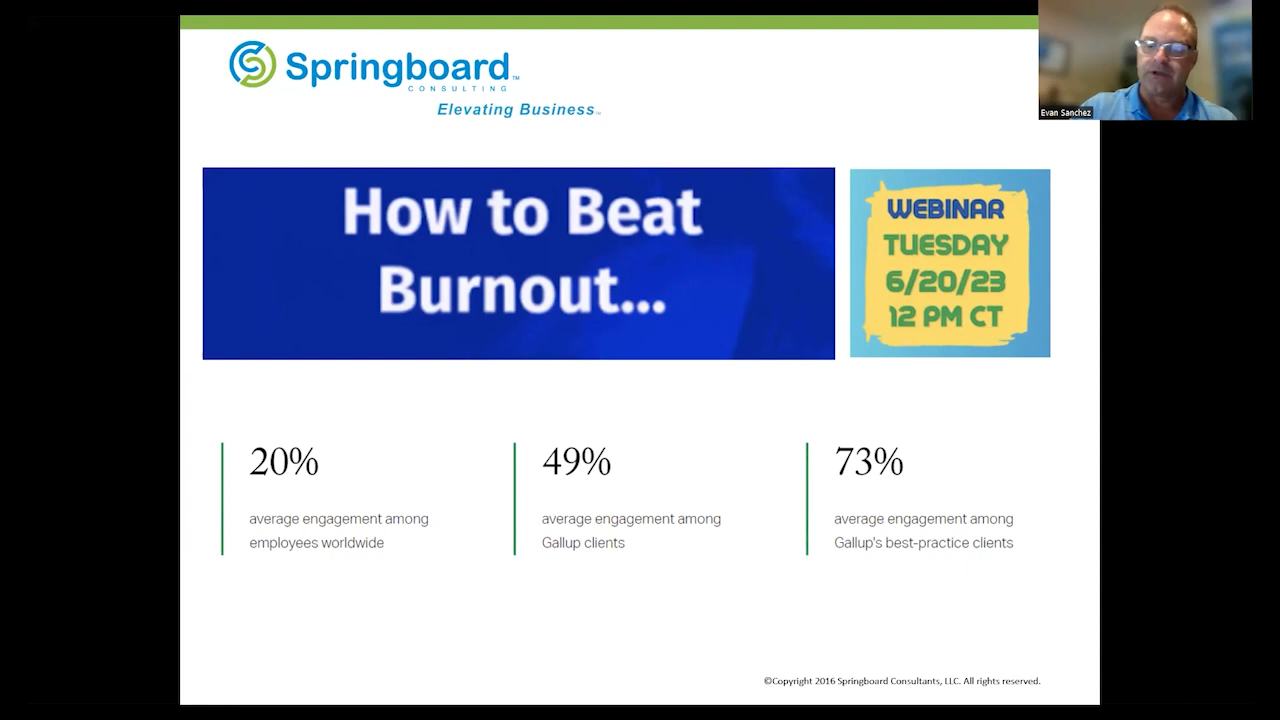 Springboard™
CONSULTING
Elevating Business™
Evan Sanchez
How to Beat
Burnout...
WEBINAR
TUESDAY
6/20/23
12 PM CT
20%
average engagement among
employees worldwide
49%
average engagement among
Gallup clients
73%
average engagement among
Gallup's best-practice clients
©Copyright 2016 Springboard Consultants, LLC. All rights reserved.